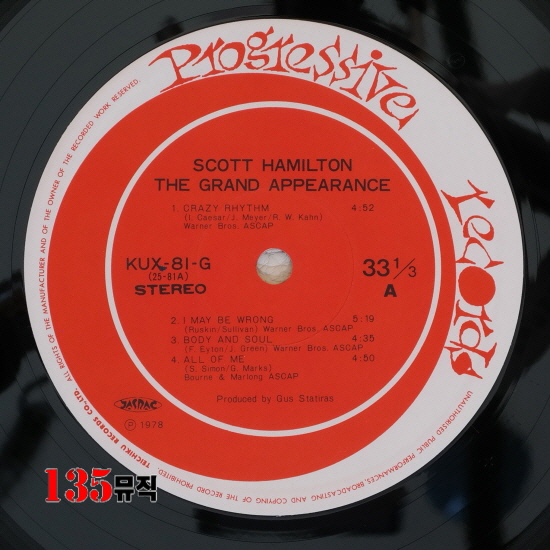 Progressive
records
SCOTT HAMILTON
THE GRAND APPEARANCE
1. CRAZY RHYTHM 4:52
(I. Caesar/J. Meyer/R. W. Kahn)
Warner Bros. ASCAP
KUX-81-G
(25-81A)
STEREO
33 1/3
A
2. I MAY BE WRONG 5:19
(Ruskin/Sullivan) Warner Bros. ASCAP
3. BODY AND SOUL 4:35
(F. Eyton/J. Green) Warner Bros. ASCAP
4. ALL OF ME 4:50
(S. Simon/G. Marks)
Bourne & Marlong ASCAP
Produced by Gus Statiras
JASRAC
Ⓟ 1978
TEICHIKU RECORDS CO., LTD. ALL RIGHTS OF THE MANUFACTURER AND OF THE OWNER OF THE RECORDED WORK RESERVED.
UNAUTHORISED PUBLIC PERFORMANCES, BROADCASTING AND COPYING OF THE RECORD PROHIBITED.
135뮤직